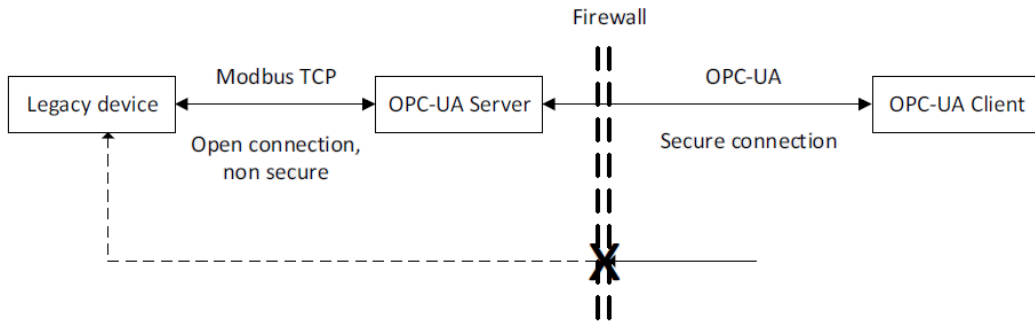 Firewall
Modbus TCP
OPC-UA
Legacy device
OPC-UA Server
OPC-UA Client
Open connection,
non secure
Secure connection
X